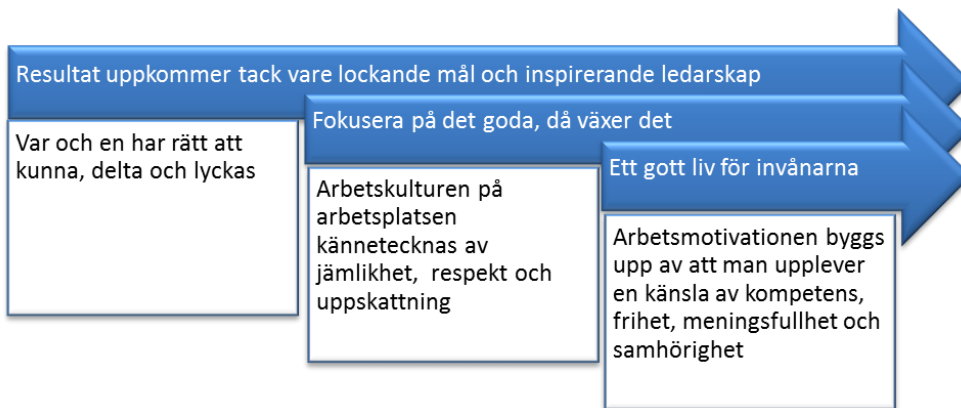 Resultat uppkommer tack vare lockande mål och inspirerande ledarskap
Var och en har rätt att
kunna, delta och lyckas
Fokusera på det goda, då växer det
Arbetskulturen på
arbetsplatsen
kännetecknas av
jämlikhet,  respekt och
uppskattning
Ett gott liv för invånarna
Arbetsmotivationen byggs
upp av att man upplever
en känsla av kompetens,
frihet, meningsfullhet och
samhörighet